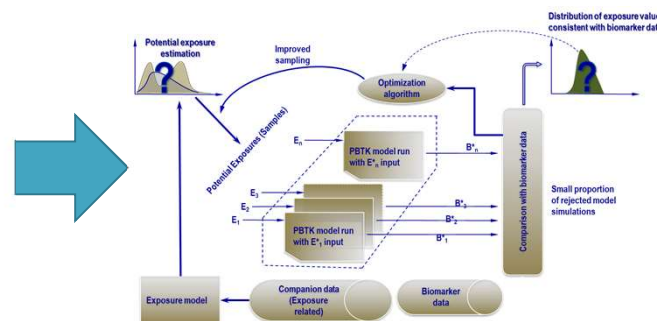 Potential exposure
estimation
?
Improved
sampling
Optimization
algorithm
Distribution of exposure value
consistent with biomarker dat
?
Potential Exposures (Samples)
En
PBTK model run
with E*n input
B*n
E3
E2
E1
PBTK model run
with E*1 input
B*3
B*2
B*1
Comparison with biomarker data
Small proportion
of rejected model
simulations
Exposure model
Companion data
(Exposure
related)
Biomarker
data